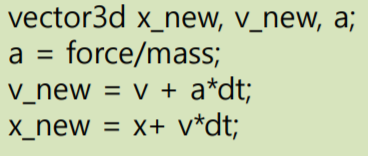 vector3d x_new, v_new, a;
a = force/mass;
v_new = v + a*dt;
x_new = x+ v*dt;